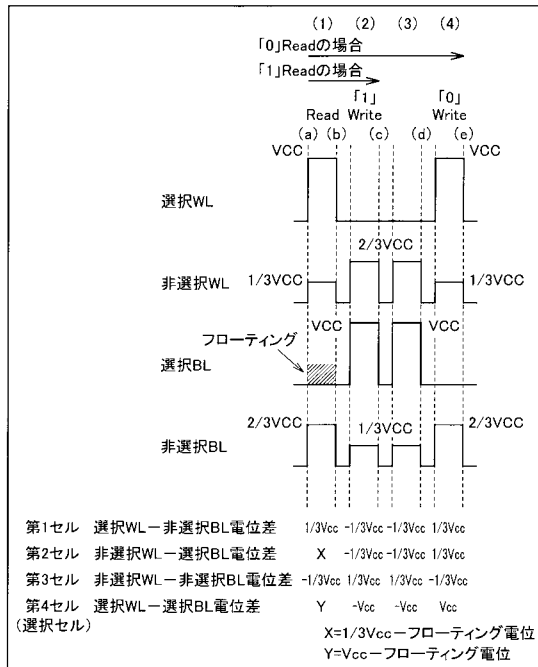 (1) (2) (3) (4)
「0」Readの場合
「1」Readの場合
「1」 「0」
Read Write Write
(a) (b) (c) (d) (e)
VCC VCC
選択WL
2/3VCC
1/3VCC 1/3VCC
非選択WL
VCC VCC
フローティング
選択BL
2/3VCC 1/3VCC 2/3VCC
非選択BL
第1セル 選択WL－非選択BL電位差 1/3Vcc -1/3Vcc -1/3Vcc 1/3Vcc
第2セル 非選択WL－選択BL電位差 X -1/3Vcc -1/3Vcc 1/3Vcc
第3セル 非選択WL－非選択BL電位差 -1/3Vcc 1/3Vcc 1/3Vcc -1/3Vcc
第4セル 選択WL－選択BL電位差 Y -Vcc -Vcc Vcc
(選択セル)
X=1/3Vcc－フローティング電位
Y=Vcc－フローティング電位